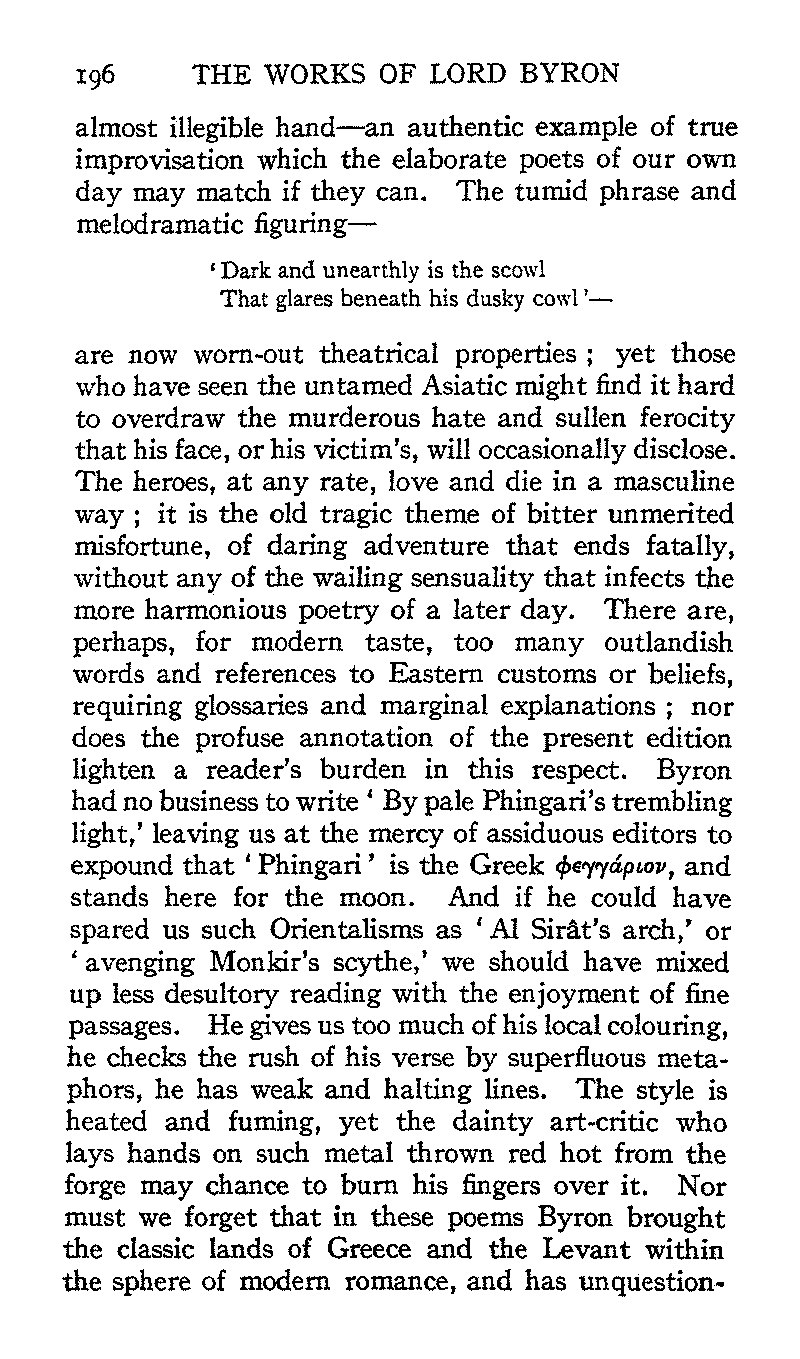 196 THE WORKS OF LORD BYRON
almost illegible hand—an authentic example of true
improvisation which the elaborate poets of our own
day may match if they can. The tumid phrase and
melodramatic figuring—
‘ Dark and unearthly is the scowl
That glares beneath his dusky cowl ’—
are now worn-out theatrical properties ; yet those
who have seen the untamed Asiatic might find it hard
to overdraw the murderous hate and sullen ferocity
that his face, or his victim’s, will occasionally disclose.
The heroes, at any rate, love and die in a masculine
way ; it is the old tragic theme of bitter unmerited
misfortune, of daring adventure that ends fatally,
without any of the wailing sensuality that infects the
more harmonious poetry of a later day. There are,
perhaps, for modern taste, too many outlandish
words and references to Eastern customs or beliefs,
requiring glossaries and marginal explanations ; nor
does the profuse annotation of the present edition
lighten a reader’s burden in this respect. Byron
had no business to write ‘ By pale Phingari’s trembling
light,’ leaving us at the mercy of assiduous editors to
expound that ‘ Phingari ’ is the Greek φεγγάριον, and
stands here for the moon. And if he could have
spared us such Orientalisms as ‘ Al Sirât’s arch,’ or
‘ avenging Monkir’s scythe,’ we should have mixed
up less desultory reading with the enjoyment of fine
passages. He gives us too much of his local colouring,
he checks the rush of his verse by superfluous meta-
phors, he has weak and halting lines. The style is
heated and fuming, yet the dainty art-critic who
lays hands on such metal thrown red hot from the
forge may chance to burn his fingers over it. Nor
must we forget that in these poems Byron brought
the classic lands of Greece and the Levant within
the sphere of modern romance, and has unquestion-